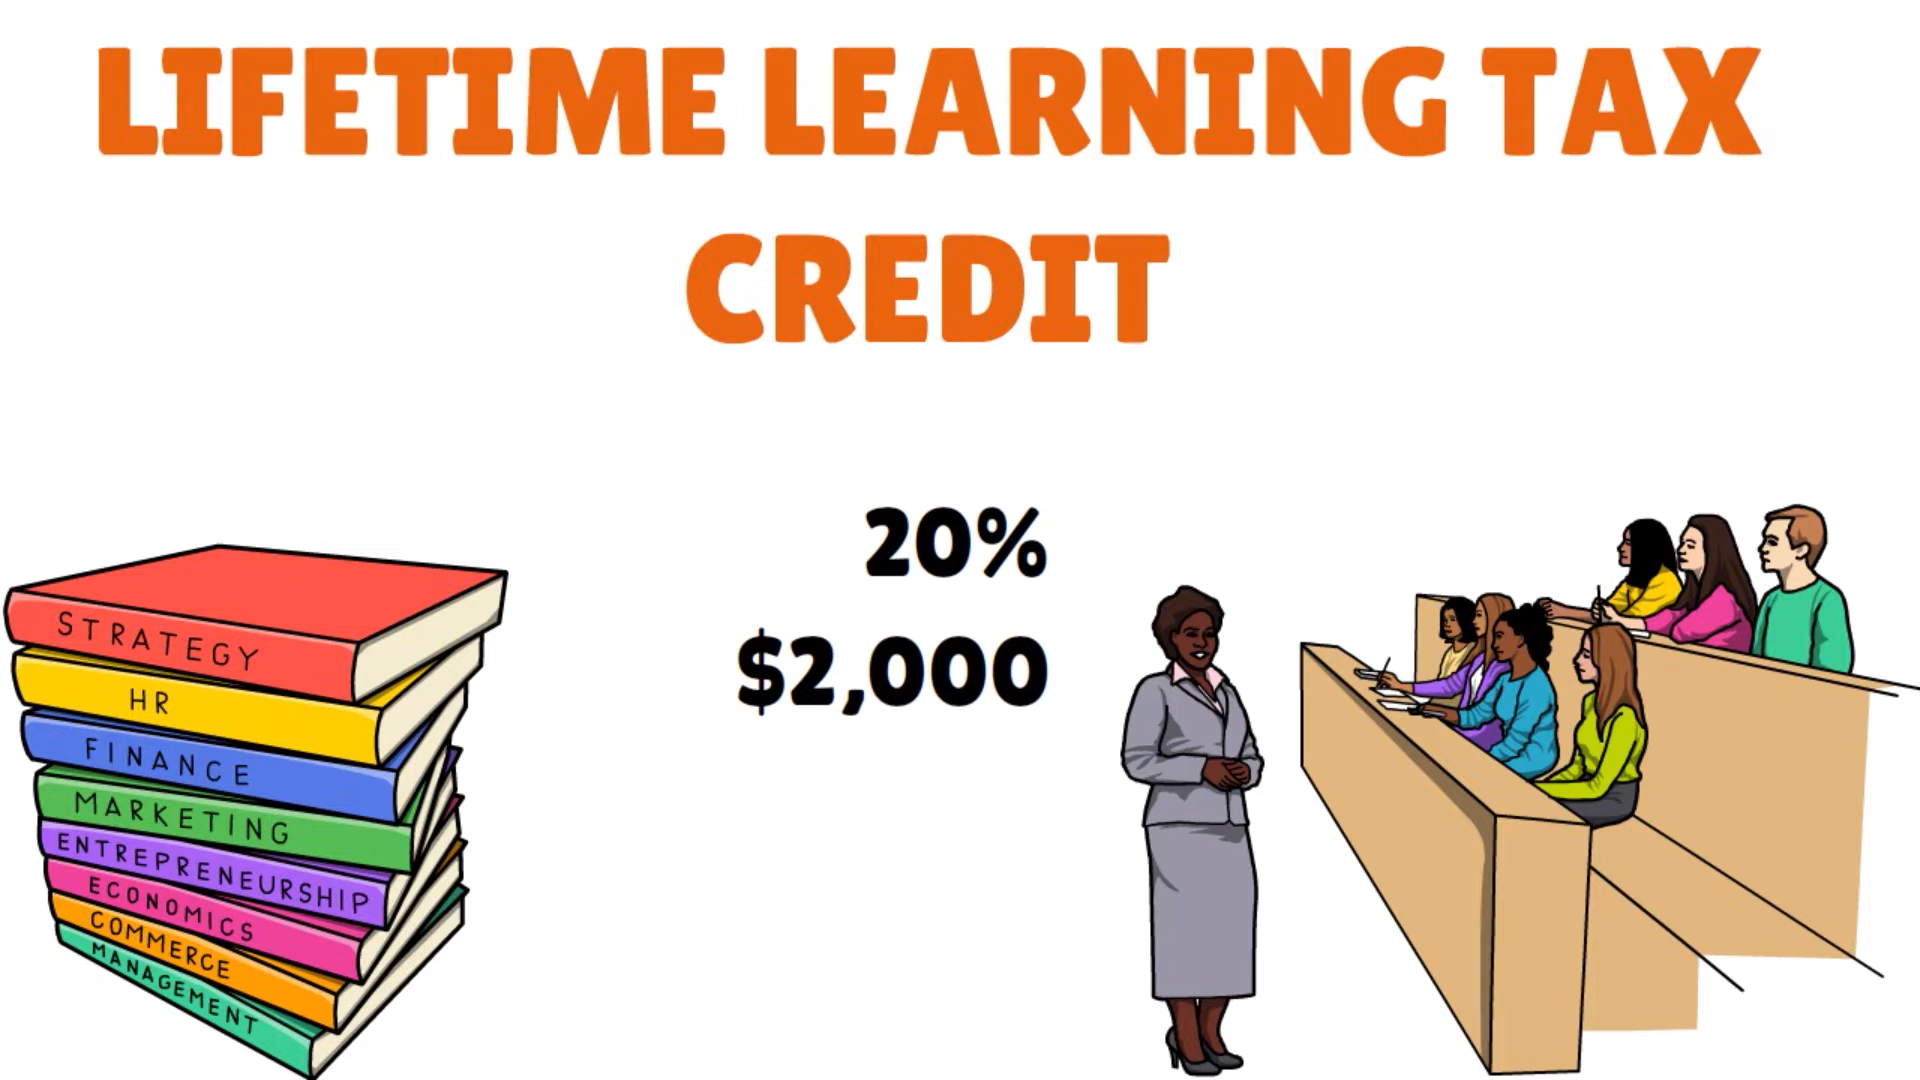 LIFETIME LEARNING TAX
CREDIT
20%
$2,000
STRATEGY
HR
FINANCE
MARKETING
ENTREPRENEURSHIP
ECONOMICS
COMMERCE
MANAGEMENT